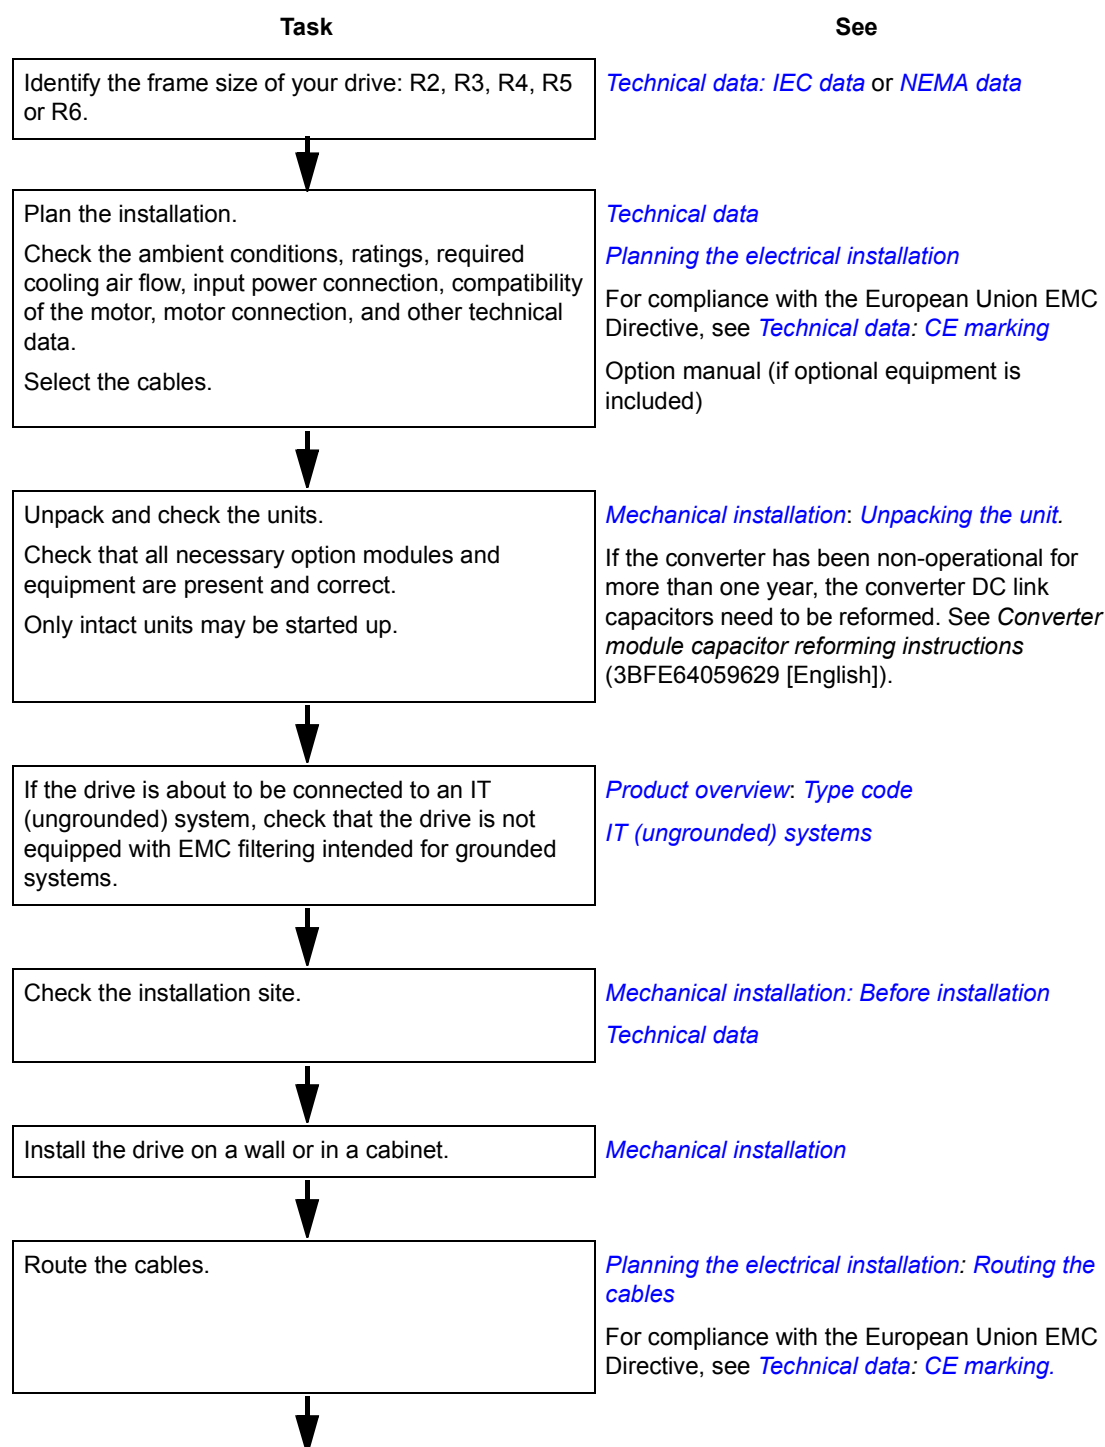 Task
See
Identify the frame size of your drive: R2, R3, R4, R5
or R6.
Technical data: IEC data or NEMA data
Plan the installation.
Check the ambient conditions, ratings, required
cooling air flow, input power connection, compatibility
of the motor, motor connection, and other technical
data.
Select the cables.
Technical data
Planning the electrical installation
For compliance with the European Union EMC
Directive, see Technical data: CE marking
Option manual (if optional equipment is
included)
Unpack and check the units.
Check that all necessary option modules and
equipment are present and correct.
Only intact units may be started up.
Mechanical installation: Unpacking the unit.
If the converter has been non-operational for
more than one year, the converter DC link
capacitors need to be reformed. See Converter
module capacitor reforming instructions
(3BFE64059629 [English]).
If the drive is about to be connected to an IT
(ungrounded) system, check that the drive is not
equipped with EMC filtering intended for grounded
systems.
Product overview: Type code
IT (ungrounded) systems
Check the installation site.
Mechanical installation: Before installation
Technical data
Install the drive on a wall or in a cabinet.
Mechanical installation
Route the cables.
Planning the electrical installation: Routing the
cables
For compliance with the European Union EMC
Directive, see Technical data: CE marking.